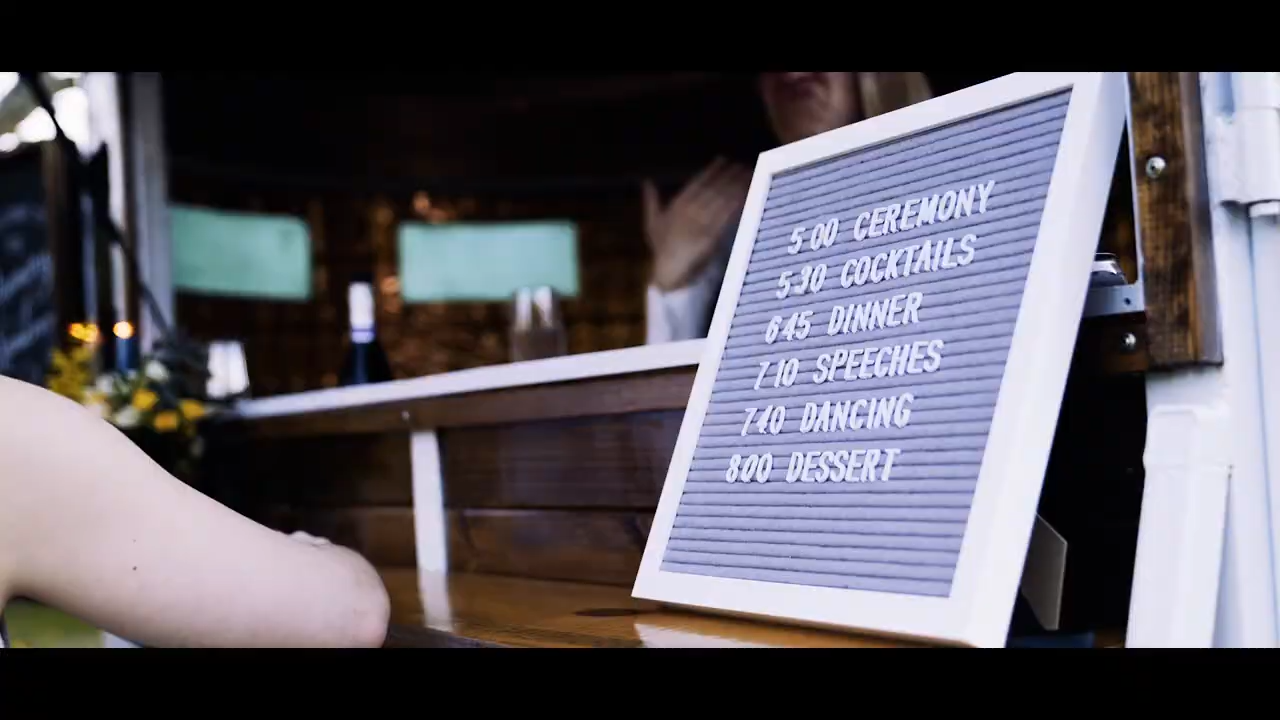 5 00 CEREMONY
5 30 COCKTAILS
6 45 DINNER
7 10 SPEECHES
7 40 DANCING
8 00 DESSERT